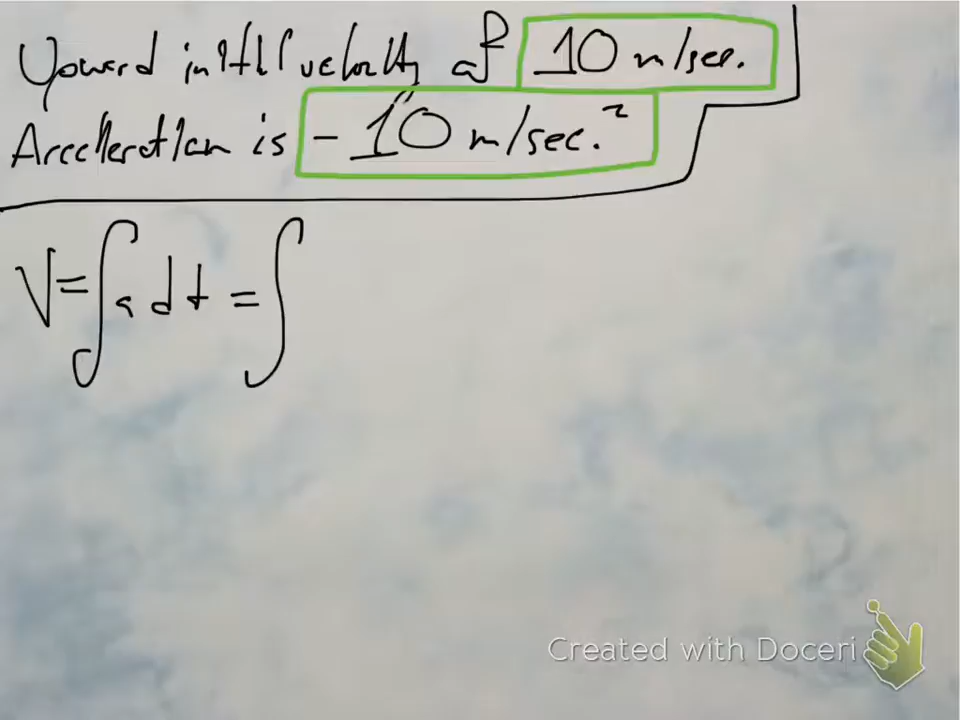 Upward initial velocity of 10 m/sec.
Acceleration is -10 m/sec.²
V = ∫ a dt = ∫
Created with Doceri